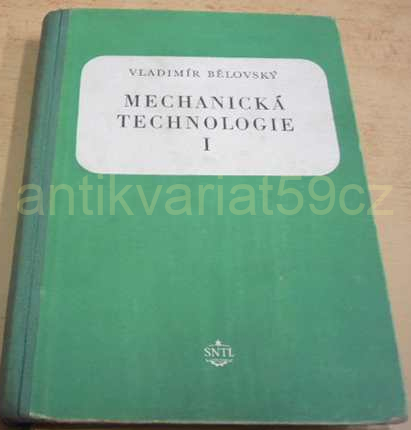 VLADIMÍR BĚLOVSKÝ
MECHANICKÁ
TECHNOLOGIE
I
antikvariat59cz
SNTL